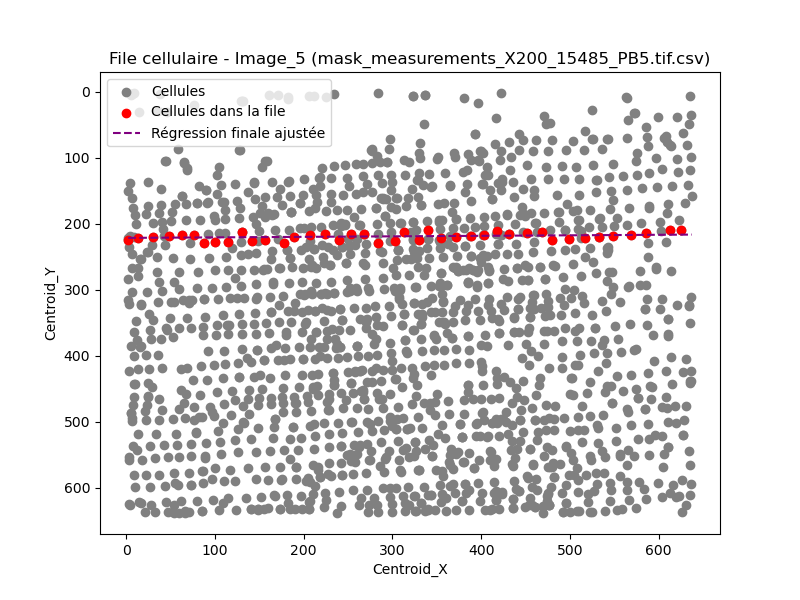 File cellulaire - Image_5 (mask_measurements_X200_15485_PB5.tif.csv)
Cellules
Cellules dans la file
Régression finale ajustée
0
100
200
300
400
500
600
Centroid_Y
0 100 200 300 400 500 600
Centroid_X